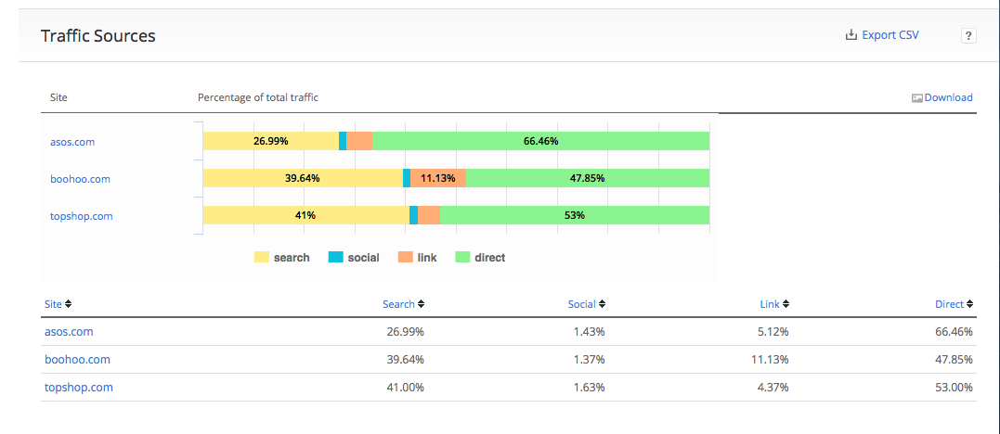 Traffic Sources Export CSV ?
Site Percentage of total traffic Download
asos.com 26.99% 66.46%
boohoo.com 39.64% 11.13% 47.85%
topshop.com 41% 53%
search social link direct
Site Search Social Link Direct
asos.com 26.99% 1.43% 5.12% 66.46%
boohoo.com 39.64% 1.37% 11.13% 47.85%
topshop.com 41.00% 1.63% 4.37% 53.00%